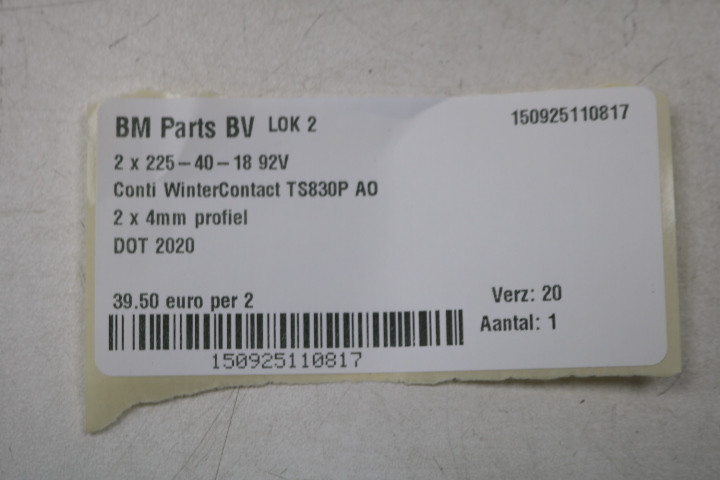 BM Parts BV LOK 2
150925110817
2 x 225-40-18 92V
Conti WinterContact TS830P AO
2 x 4mm profiel
DOT 2020
39.50 euro per 2
Verz: 20
Aantal: 1
150925110817